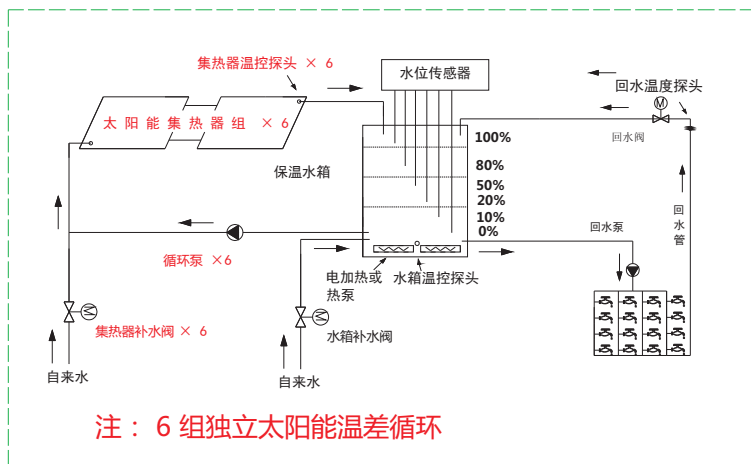 集热器温控探头 × 6
水位传感器
回水温度探头
M
太 阳 能 集 热 器 组 × 6
100%
回水阀
保温水箱
80%
50%
20%
10%
0%
回水泵
回水管
循环泵 ×6
电加热或
热泵
水箱温控探头
M
集热器补水阀 × 6
M
水箱补水阀
自来水
自来水
注： 6 组独立太阳能温差循环